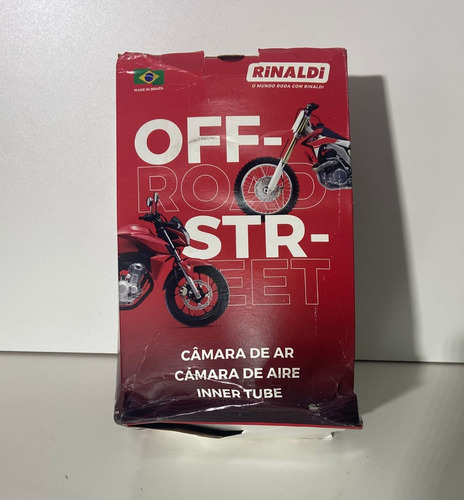 MADE IN BRAZIL
RiNALDi
O MUNDO RODA COM RINALDI
OFF-
ROAD
STR-
EET
CÂMARA DE AR
CÁMARA DE AIRE
INNER TUBE